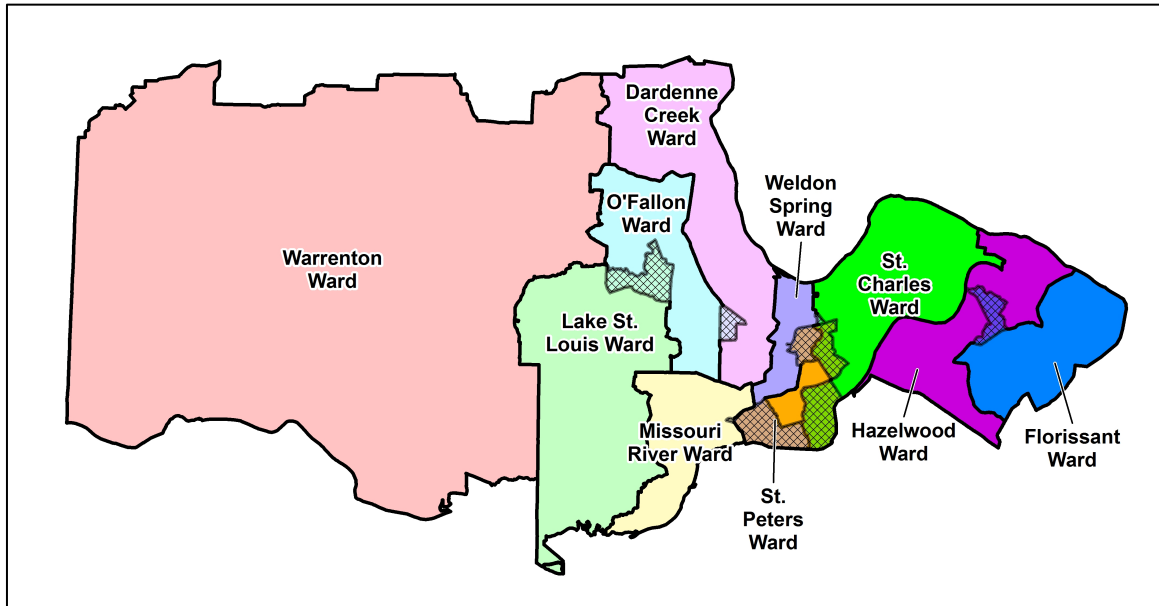 Dardenne
Creek
Ward
Weldon
Spring
Ward
O'Fallon
Ward
Warrenton
Ward
St.
Charles
Ward
Lake St.
Louis Ward
Missouri
River Ward
Hazelwood
Ward
Florissant
Ward
St.
Peters
Ward